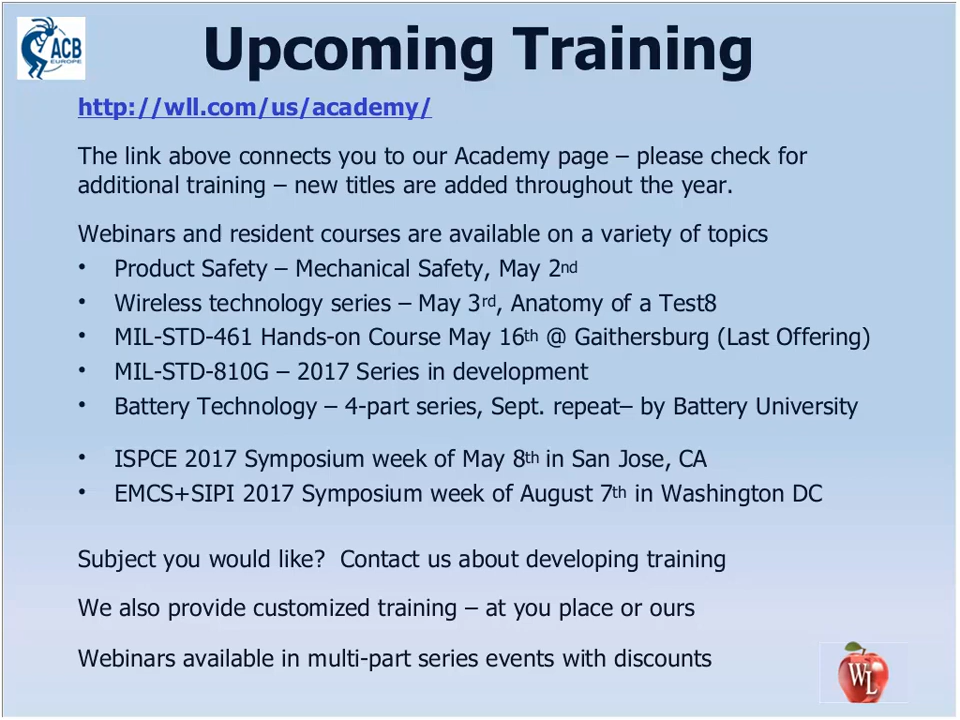 ACB
EUROPE
Upcoming Training
http://wll.com/us/academy/
The link above connects you to our Academy page – please check for
additional training – new titles are added throughout the year.
Webinars and resident courses are available on a variety of topics
• Product Safety – Mechanical Safety, May 2nd
• Wireless technology series – May 3rd, Anatomy of a Test8
• MIL-STD-461 Hands-on Course May 16th @ Gaithersburg (Last Offering)
• MIL-STD-810G – 2017 Series in development
• Battery Technology – 4-part series, Sept. repeat– by Battery University
• ISPCE 2017 Symposium week of May 8th in San Jose, CA
• EMCS+SIPI 2017 Symposium week of August 7th in Washington DC
Subject you would like?  Contact us about developing training
We also provide customized training – at you place or ours
Webinars available in multi-part series events with discounts
WL